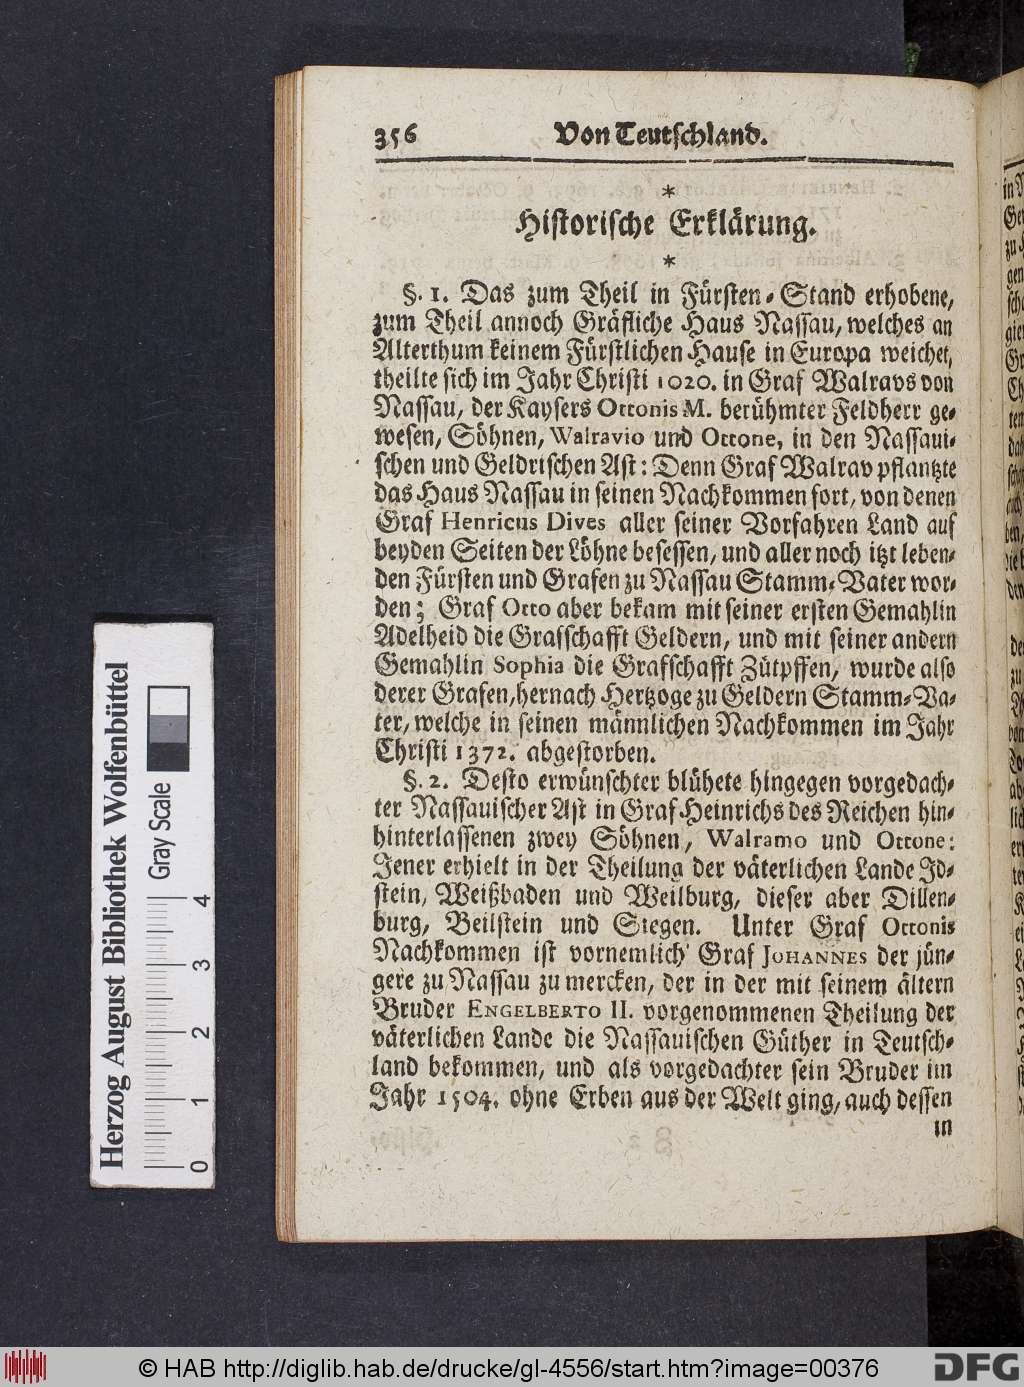 356 Von Teutschland.
*
Historische Erklärung.
*
§. 1. Das zum Theil in Fürsten-Stand erhobene,
zum Theil annoch Gräfliche Haus Nassau, welches an
Alterthum keinem Fürstlichen Hause in Europa weichet,
theilte sich im Jahr Christi 1020. in Graf Walravs von
Nassau, der Kaysers Ottonis M. berühmter Feldherr ge-
wesen, Söhnen, Walravio und Ottone, in den Nassaui-
schen und Geldrischen Ast: Denn Graf Walrav pflantzte
das Haus Nassau in seinen Nachkommen fort, von denen
Graf Henricus Dives aller seiner Vorfahren Land auf
beyden Seiten der Löhne besessen, und aller noch itzt leben-
den Fürsten und Grafen zu Nassau Stamm-Vater wor-
den; Graf Otto aber bekam mit seiner ersten Gemahlin
Adelheid die Grafschafft Geldern, und mit seiner andern
Gemahlin Sophia die Grafschafft Zütpffen, wurde also
derer Grafen, hernach Hertzoge zu Geldern Stamm-Va-
ter, welche in seinen männlichen Nachkommen im Jahr
Christi 1372. abgestorben.
§. 2. Desto erwünschter blühete hingegen vorgedach-
ter Nassauischer Ast in Graf Heinrichs des Reichen hin-
hinterlassenen zwey Söhnen, Walramo und Ottone:
Jener erhielt in der Theilung der väterlichen Lande Id-
stein, Weißbaden und Weilburg, dieser aber Dillen-
burg, Beilstein und Siegen. Unter Graf Ottonis
Nachkommen ist vornemlich Graf JOHANNES der jün-
gere zu Nassau zu mercken, der in der mit seinem ältern
Bruder ENGELBERTO II. vorgenommenen Theilung der
väterlichen Lande die Nassauischen Güther in Teutsch-
land bekommen, und als vorgedachter sein Bruder im
Jahr 1504. ohne Erben aus der Welt ging, auch dessen
in
Herzog August Bibliothek Wolfenbüttel
Gray Scale
0 1 2 3 4
© HAB http://diglib.hab.de/drucke/gl-4556/start.htm?image=00376
DFG